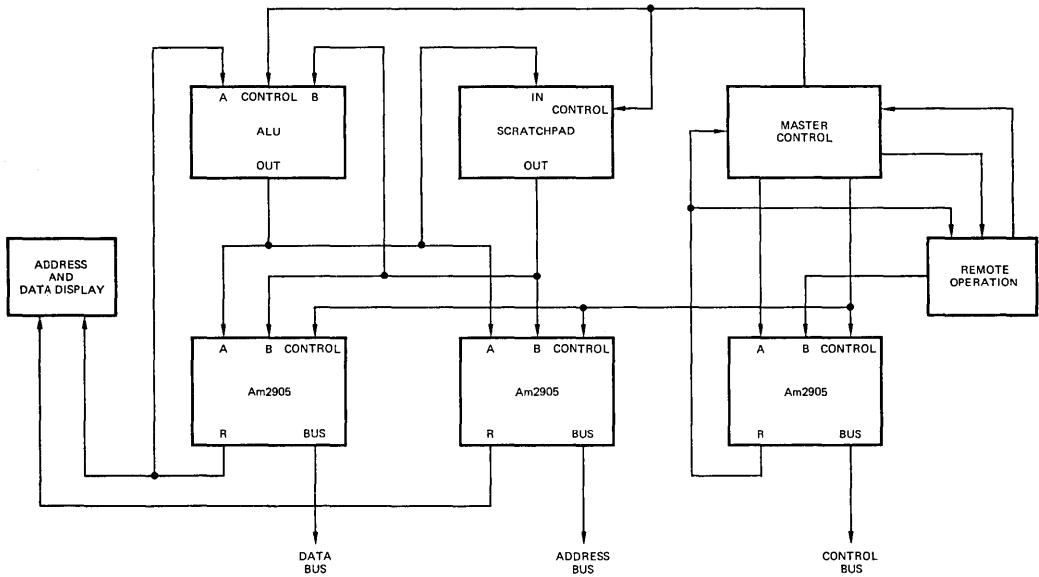 A CONTROL B
ALU
OUT
IN
CONTROL
SCRATCHPAD
OUT
MASTER
CONTROL
ADDRESS
AND
DATA DISPLAY
REMOTE
OPERATION
A B CONTROL
Am2905
R BUS
A B CONTROL
Am2905
R BUS
A B CONTROL
Am2905
R BUS
DATA
BUS
ADDRESS
BUS
CONTROL
BUS